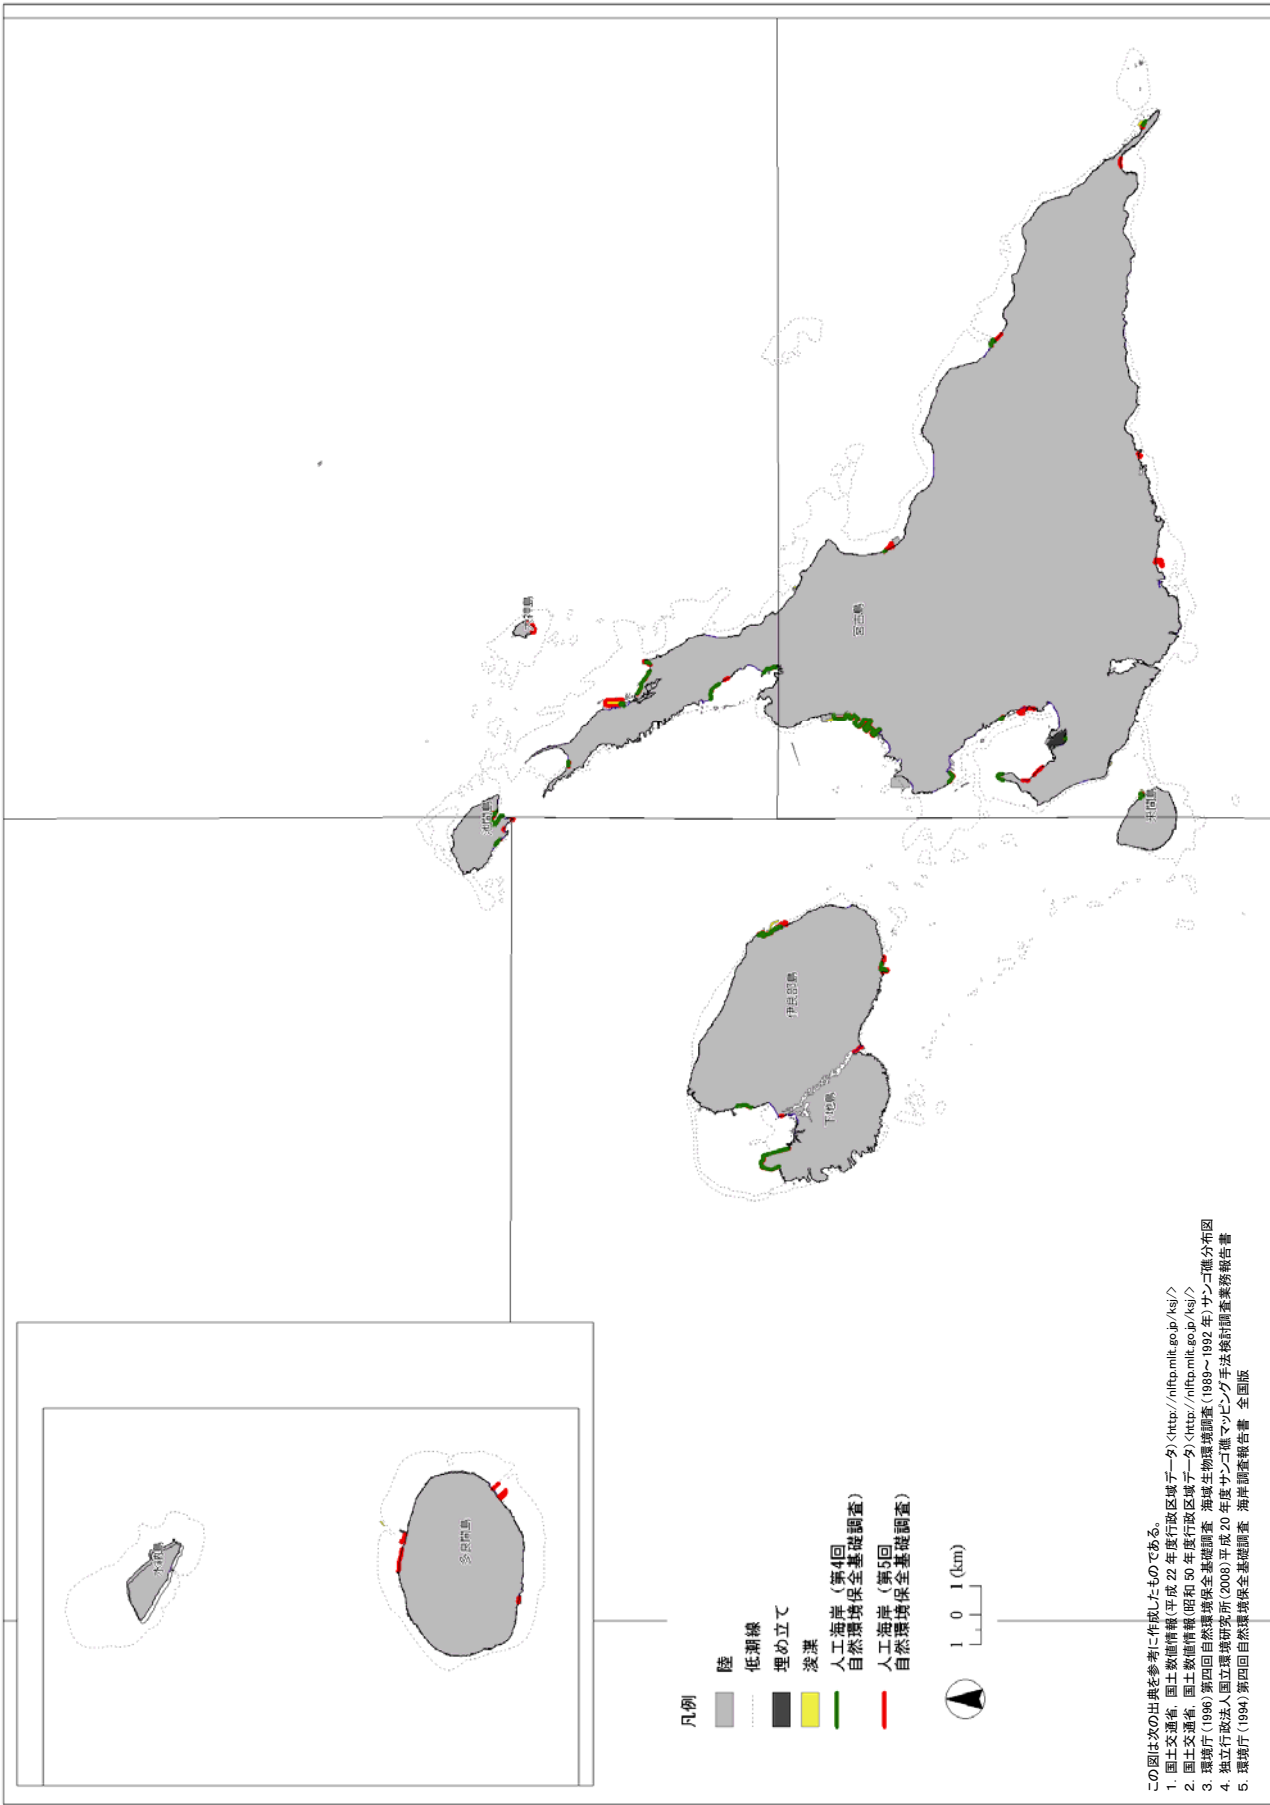 水納島
多良間島
池間島
大神島
宮古島
伊良部島
下地島
来間島
凡例
陸
低潮線
埋め立て
浚渫
人工海岸（第4回
自然環境保全基礎調査）
人工海岸（第5回
自然環境保全基礎調査）
1 0 1 (km)
この図は次の出典を参考に作成したものである。
1. 国土交通省. 国土数値情報(平成 22 年度行政区域データ)<http://nlftp.mlit.go.jp/ksj/>
2. 国土交通省. 国土数値情報(昭和 50 年度行政区域データ)<http://nlftp.mlit.go.jp/ksj/>
3. 環境庁(1996)第四回自然環境保全基礎調査 海域生物環境調査(1989～1992 年)サンゴ礁分布図
4. 独立行政法人国立環境研究所(2008)平成 20 年度サンゴ礁マッピング手法検討調査業務報告書
5. 環境庁(1994)第四回自然環境保全基礎調査 海岸調査報告書 全国版